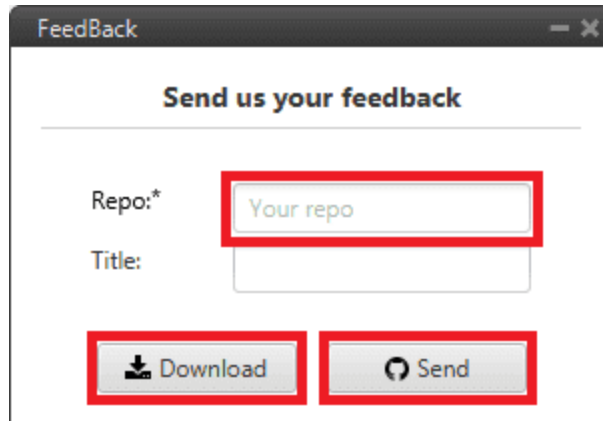 FeedBack
Send us your feedback
Repo:* Your repo
Title:
Download Send